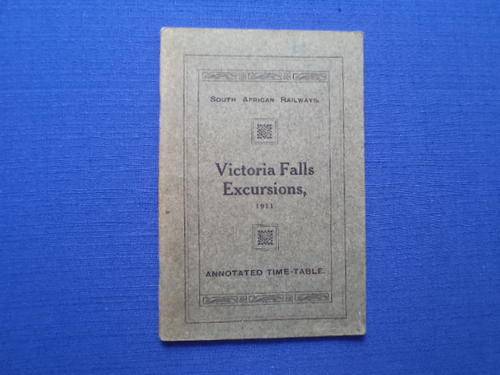 South African Railways.
Victoria Falls
Excursions,
1911
ANNOTATED TIME-TABLE.